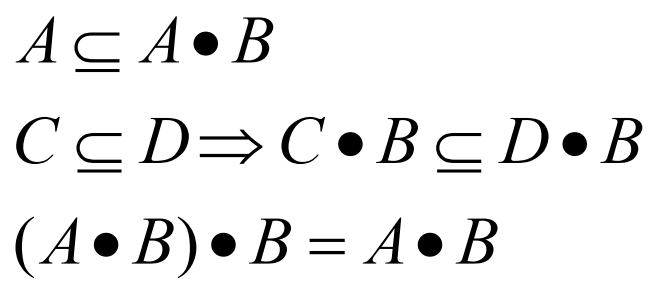 A ⊆ A • B
C ⊆ D ⇒ C • B ⊆ D • B
(A • B) • B = A • B